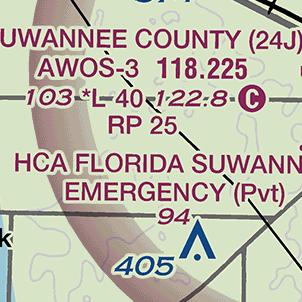 UWANNEE COUNTY (24J)
AWOS-3 118.225
103 *L 40 122.8 C
RP 25
HCA FLORIDA SUWANN
EMERGENCY (Pvt)
94
405
k